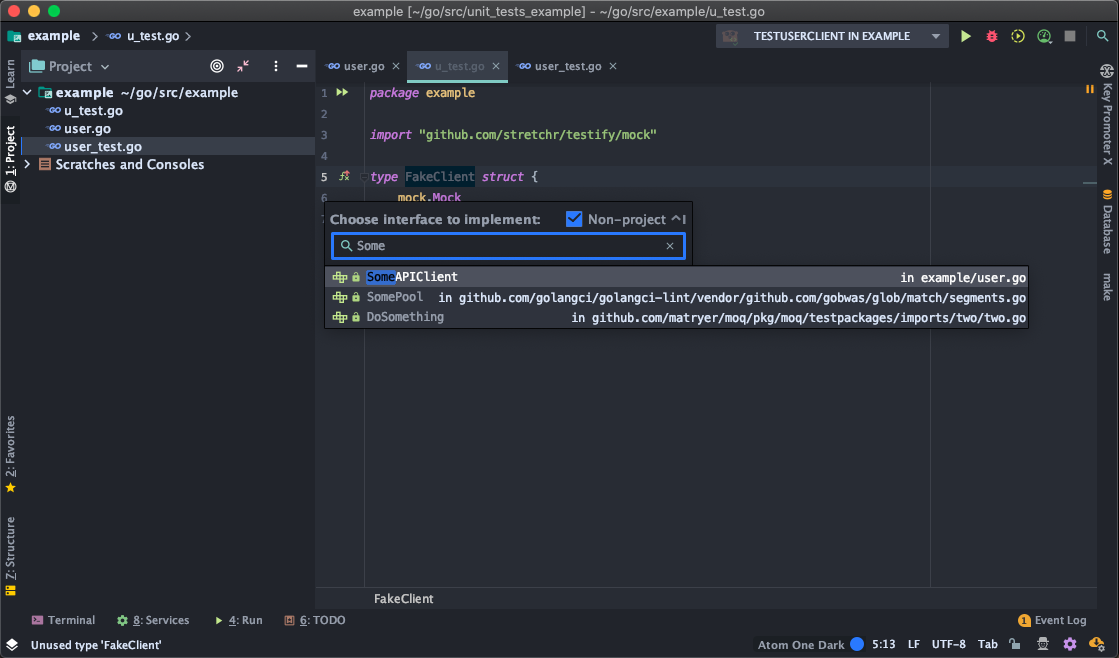 example [~/go/src/unit_tests_example] - ~/go/src/example/u_test.go
example
u_test.go
TESTUSERCLIENT IN EXAMPLE
Project
user.go
u_test.go
user_test.go
Learn
1: Project
2: Favorites
Z: Structure
example ~/go/src/example
u_test.go
user.go
user_test.go
Scratches and Consoles
1 package example
2
3 import "github.com/stretchr/testify/mock"
4
5 type FakeClient struct {
6 mock.Mock
Choose interface to implement: Non-project ^I
Some
SomeAPIClient in example/user.go
SomePool in github.com/golangci/golangci-lint/vendor/github.com/gobwas/glob/match/segments.go
DoSomething in github.com/matryer/moq/pkg/moq/testpackages/imports/two/two.go
Key Promoter X
Database
make
FakeClient
Terminal
8: Services
4: Run
6: TODO
1 Event Log
Unused type 'FakeClient'
Atom One Dark
5:13
LF
UTF-8
Tab